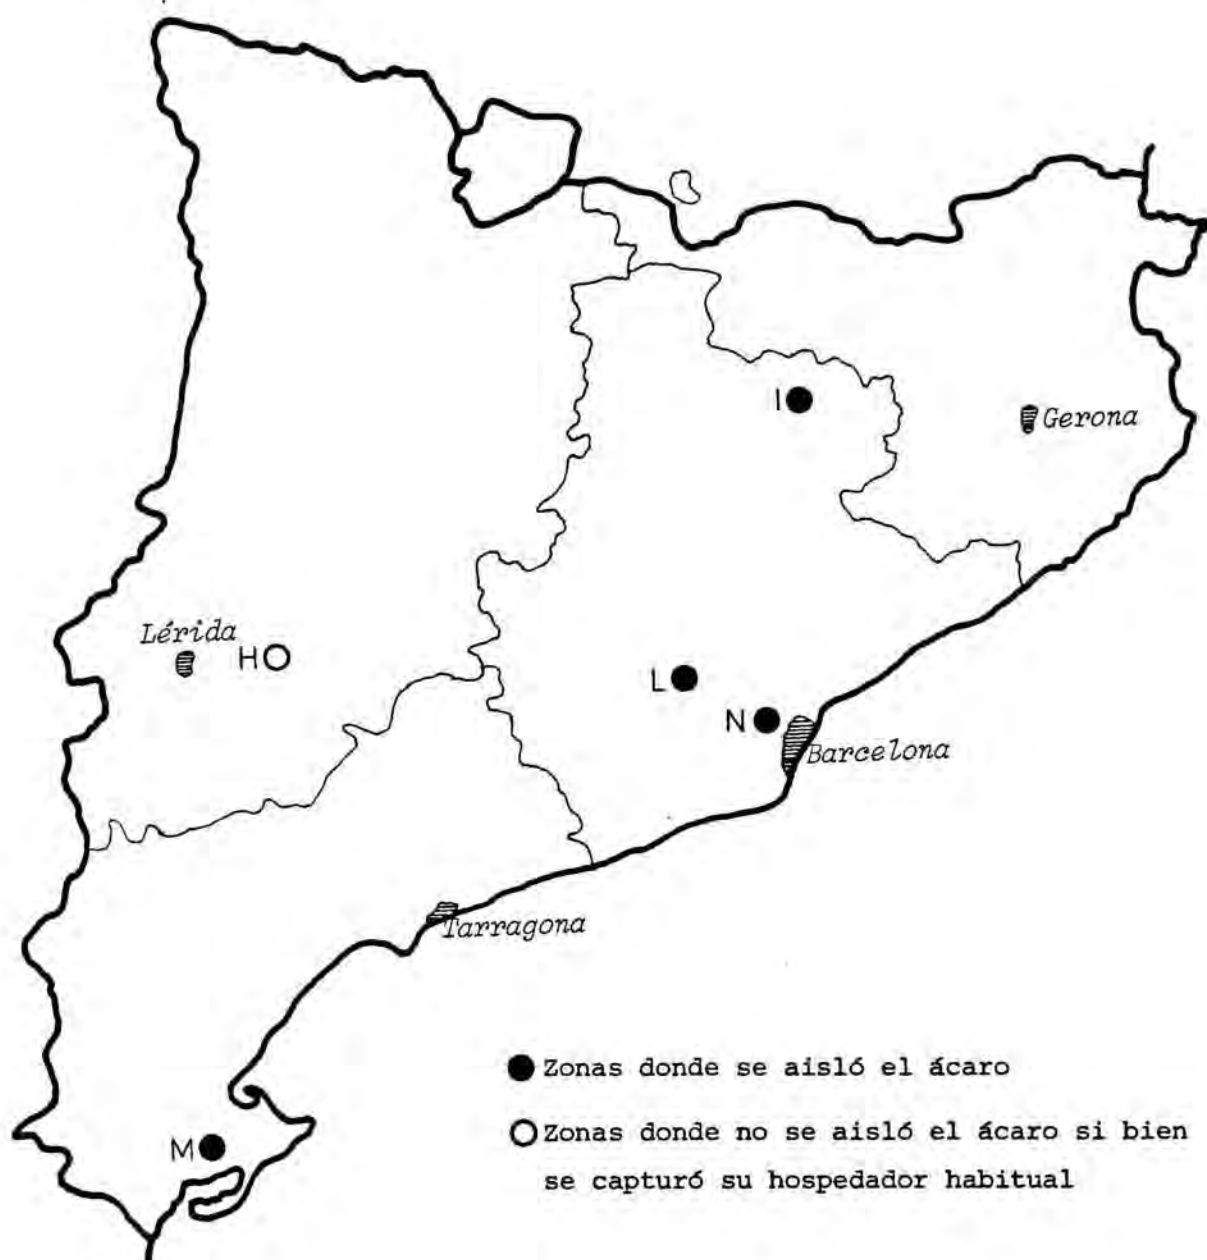 I
Gerona
Lérida
H
L
N
Barcelona
Tarragona
Zonas donde se aisló el ácaro
Zonas donde no se aisló el ácaro si bien
se capturó su hospedador habitual
M